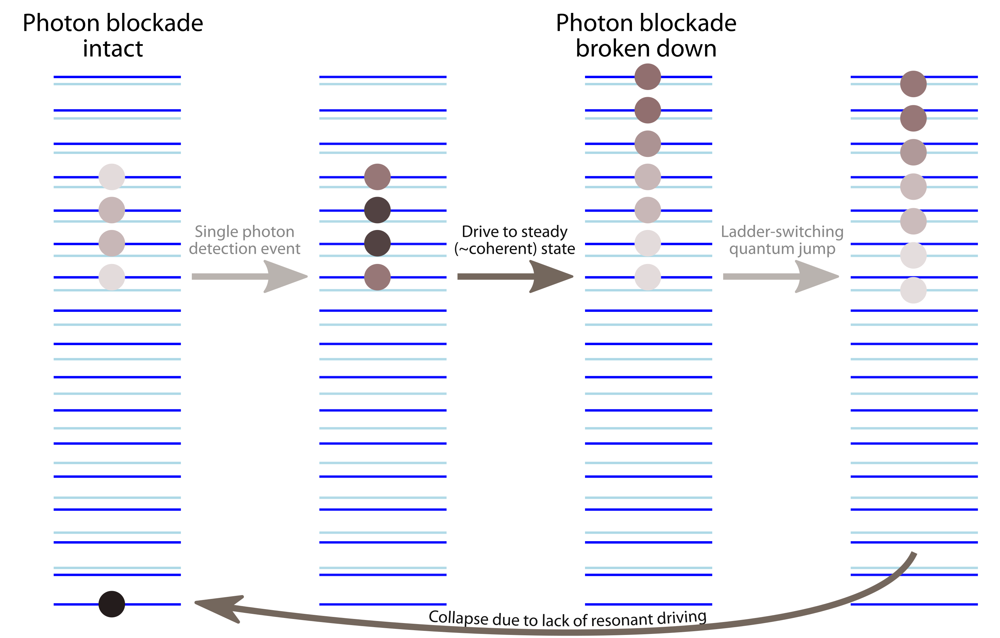 Photon blockade
intact
Photon blockade
broken down
Single photon
detection event
Drive to steady
(~coherent) state
Ladder-switching
quantum jump
Collapse due to lack of resonant driving